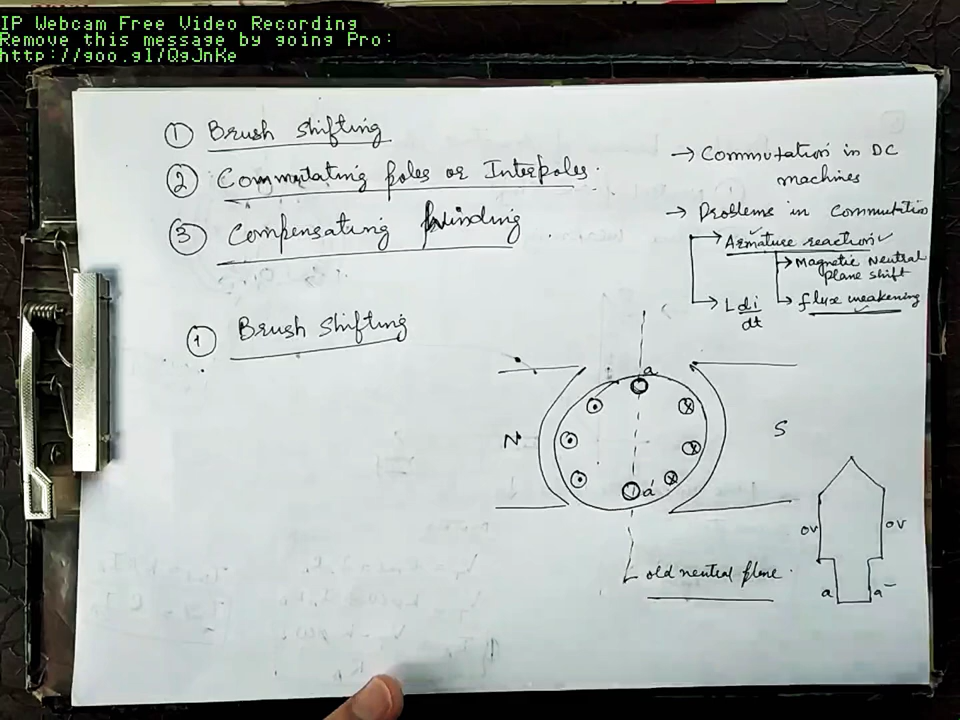 IP Webcam Free Video Recording
Remove this message by going Pro:
http://goo.gl/QgJnKe
① Brush Shifting
② Commutating poles or Interpoles.
③ Compensating Winding
→ Commutation in DC
machines
→ Problems in Commutation
→ Armature reaction
→ Magnetic Neutral
plane shift
→ flux weakening
→ L di/dt
① Brush Shifting
a
N
S
a'
old neutral plane
0V
0V
a
a'